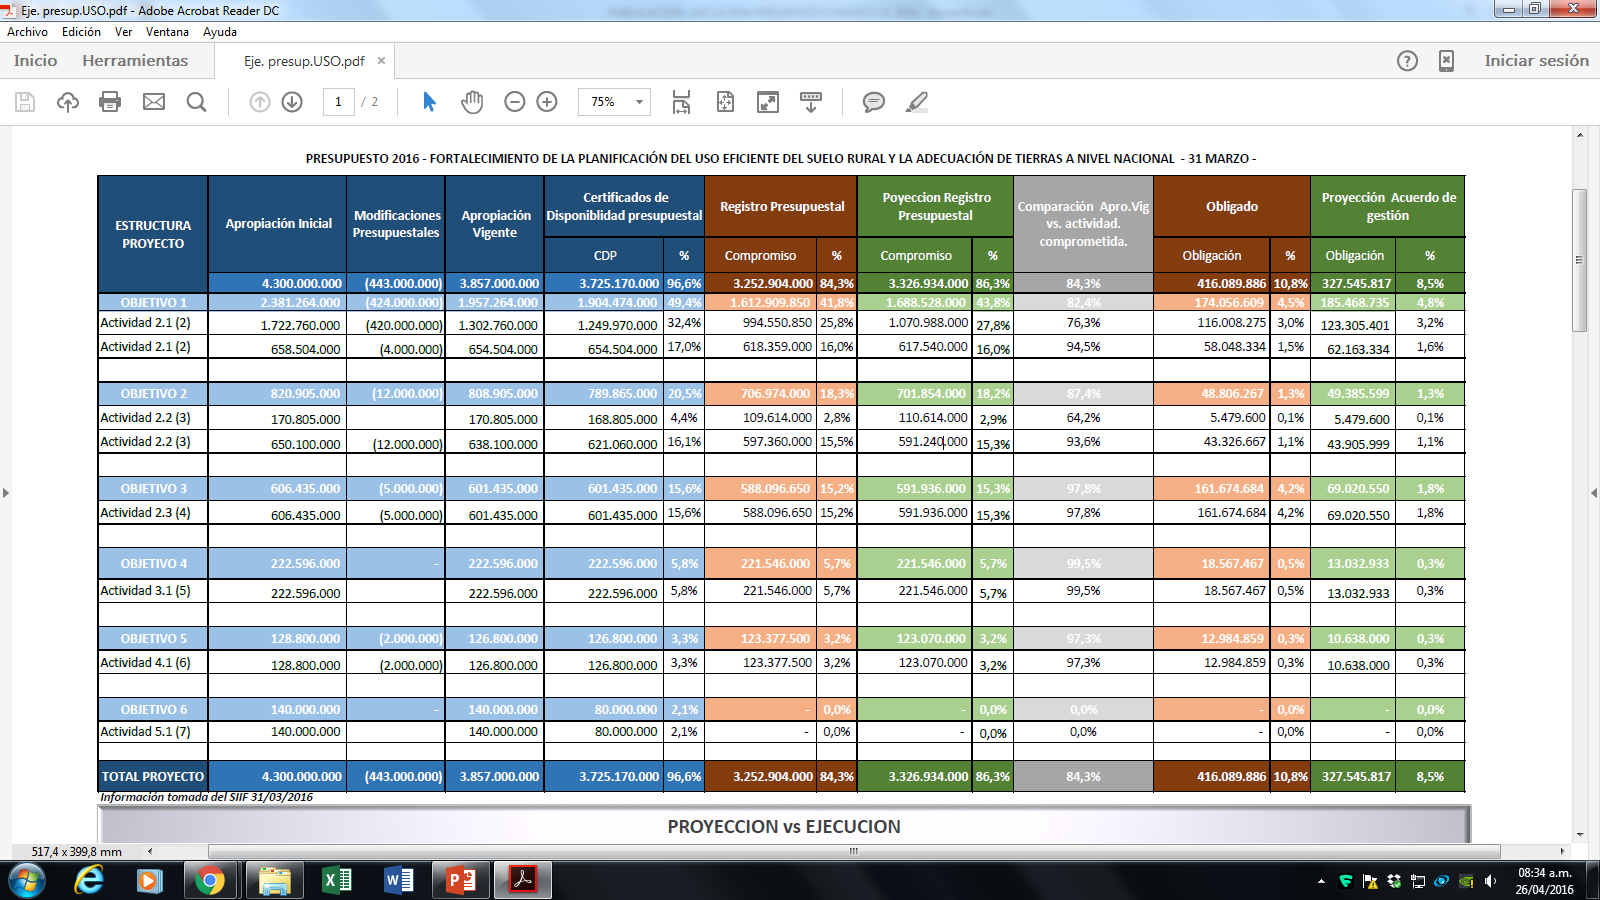 Eje. presup.USO.pdf - Adobe Acrobat Reader DC
Archivo Edición Ver Ventana Ayuda
Inicio Herramientas Eje. presup.USO.pdf × Iniciar sesión
1 / 2 75%
PRESUPUESTO 2016 - FORTALECIMIENTO DE LA PLANIFICACIÓN DEL USO EFICIENTE DEL SUELO RURAL Y LA ADECUACIÓN DE TIERRAS A NIVEL NACIONAL - 31 MARZO -
ESTRUCTURA PROYECTO Apropiación Inicial Modificaciones Presupuestales Apropiación Vigente Certificados de Disponiblidad presupuestal Registro Presupuestal Poyeccion Registro Presupuestal Comparación Apro.Vig vs. actividad. comprometida. Obligado Proyección Acuerdo de gestión
CDP % Compromiso % Compromiso % Obligación % Obligación %
4.300.000.000 (443.000.000) 3.857.000.000 3.725.170.000 96,6% 3.252.904.000 84,3% 3.326.934.000 86,3% 84,3% 416.089.886 10,8% 327.545.817 8,5%
OBJETIVO 1 2.381.264.000 (424.000.000) 1.957.264.000 1.904.474.000 49,4% 1.612.909.850 41,8% 1.688.528.000 43,8% 82,4% 174.056.609 4,5% 185.468.735 4,8%
Actividad 2.1 (2) 1.722.760.000 (420.000.000) 1.302.760.000 1.249.970.000 32,4% 994.550.850 25,8% 1.070.988.000 27,8% 76,3% 116.008.275 3,0% 123.305.401 3,2%
Actividad 2.1 (2) 658.504.000 (4.000.000) 654.504.000 654.504.000 17,0% 618.359.000 16,0% 617.540.000 16,0% 94,5% 58.048.334 1,5% 62.163.334 1,6%
OBJETIVO 2 820.905.000 (12.000.000) 808.905.000 789.865.000 20,5% 706.974.000 18,3% 701.854.000 18,2% 87,4% 48.806.267 1,3% 49.385.599 1,3%
Actividad 2.2 (3) 170.805.000 170.805.000 168.805.000 4,4% 109.614.000 2,8% 110.614.000 2,9% 64,2% 5.479.600 0,1% 5.479.600 0,1%
Actividad 2.2 (3) 650.100.000 (12.000.000) 638.100.000 621.060.000 16,1% 597.360.000 15,5% 591.240.000 15,3% 93,6% 43.326.667 1,1% 43.905.999 1,1%
OBJETIVO 3 606.435.000 (5.000.000) 601.435.000 601.435.000 15,6% 588.096.650 15,2% 591.936.000 15,3% 97,8% 161.674.684 4,2% 69.020.550 1,8%
Actividad 2.3 (4) 606.435.000 (5.000.000) 601.435.000 601.435.000 15,6% 588.096.650 15,2% 591.936.000 15,3% 97,8% 161.674.684 4,2% 69.020.550 1,8%
OBJETIVO 4 222.596.000 - 222.596.000 222.596.000 5,8% 221.546.000 5,7% 221.546.000 5,7% 99,5% 18.567.467 0,5% 13.032.933 0,3%
Actividad 3.1 (5) 222.596.000 222.596.000 222.596.000 5,8% 221.546.000 5,7% 221.546.000 5,7% 99,5% 18.567.467 0,5% 13.032.933 0,3%
OBJETIVO 5 128.800.000 (2.000.000) 126.800.000 126.800.000 3,3% 123.377.500 3,2% 123.070.000 3,2% 97,3% 12.984.859 0,3% 10.638.000 0,3%
Actividad 4.1 (6) 128.800.000 (2.000.000) 126.800.000 126.800.000 3,3% 123.377.500 3,2% 123.070.000 3,2% 97,3% 12.984.859 0,3% 10.638.000 0,3%
OBJETIVO 6 140.000.000 - 140.000.000 80.000.000 2,1% - 0,0% - 0,0% 0,0% - 0,0% - 0,0%
Actividad 5.1 (7) 140.000.000 140.000.000 80.000.000 2,1% - 0,0% - 0,0% 0,0% - 0,0% - 0,0%
TOTAL PROYECTO 4.300.000.000 (443.000.000) 3.857.000.000 3.725.170.000 96,6% 3.252.904.000 84,3% 3.326.934.000 86,3% 84,3% 416.089.886 10,8% 327.545.817 8,5%
Información tomada del SIIF 31/03/2016
PROYECCION vs EJECUCION
517,4 x 399,8 mm
08:34 a.m.
26/04/2016